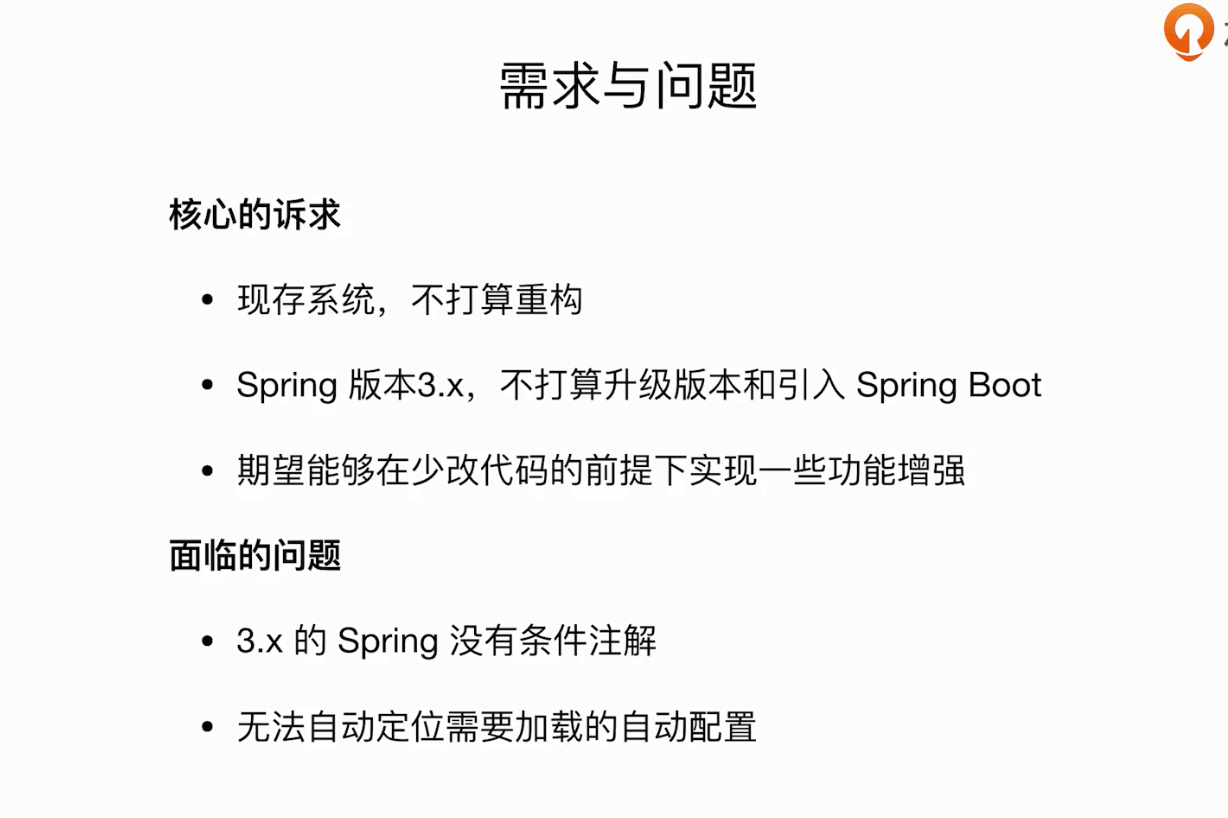 需求与问题
核心的诉求
• 现存系统，不打算重构
• Spring 版本3.x，不打算升级版本和引入 Spring Boot
• 期望能够在少改代码的前提下实现一些功能增强
面临的问题
• 3.x 的 Spring 没有条件注解
• 无法自动定位需要加载的自动配置